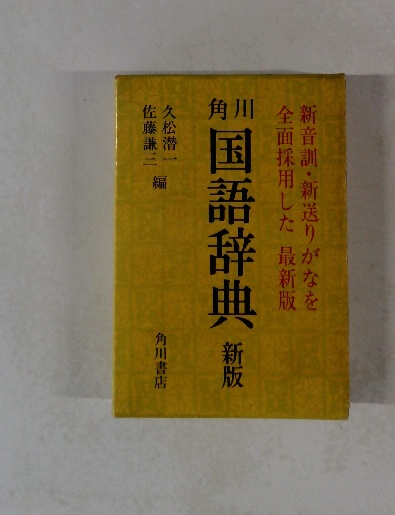 新音訓・新送りがなを
全面採用した 最新版
角川
国語辞典 新版
久松潜一
佐藤謙三 編
角川書店